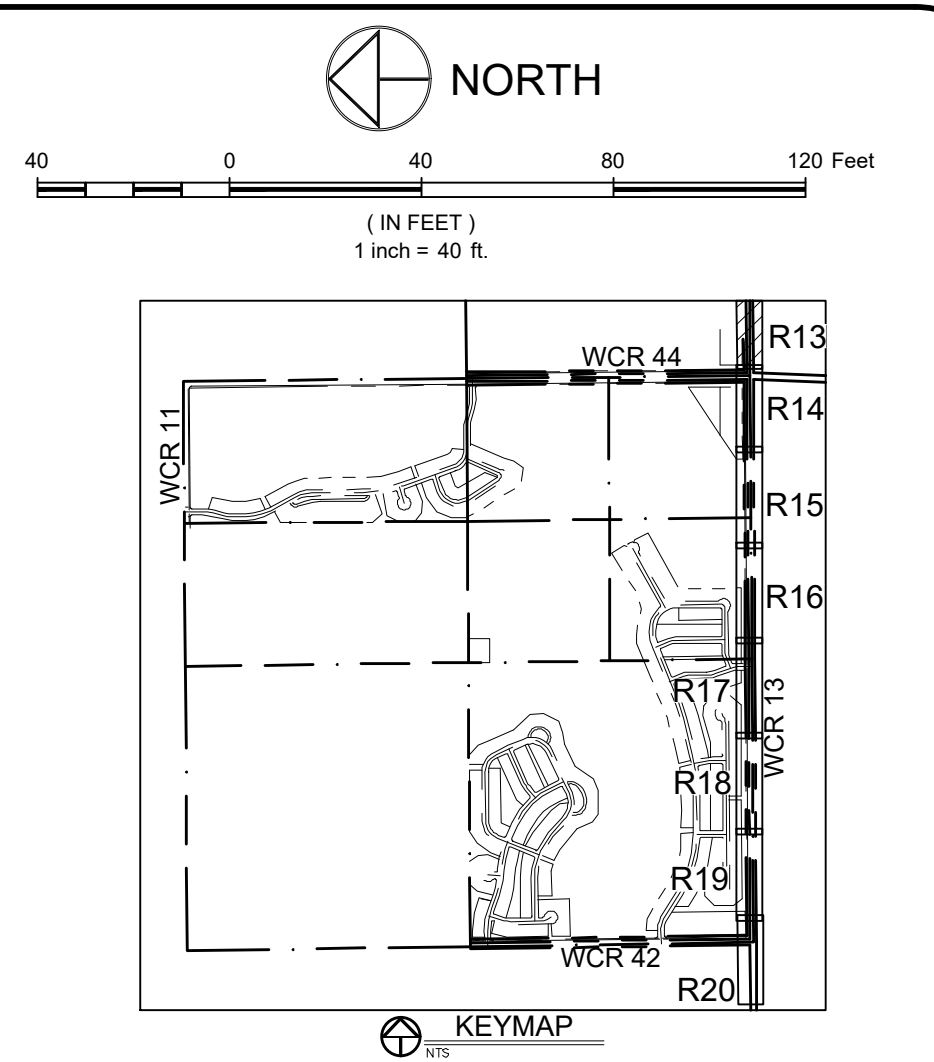 NORTH
40 0 40 80 120 Feet
( IN FEET )
1 inch = 40 ft.
R13
WCR 44
R14
WCR 11
R15
R16
R17
WCR 13
R18
R19
WCR 42
R20
KEYMAP
NTS